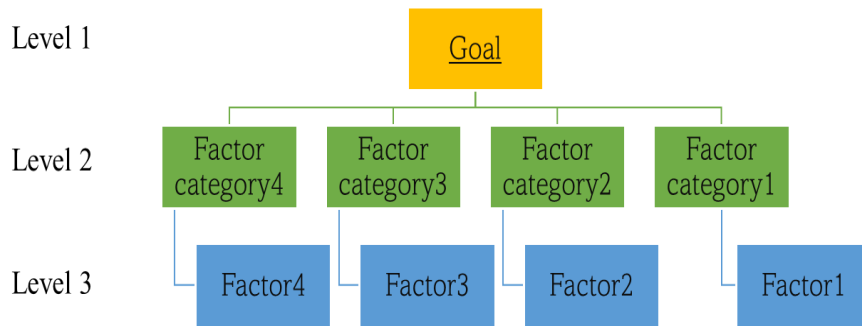 Level 1
Goal
Level 2
Factor
category4
Factor
category3
Factor
category2
Factor
category1
Level 3
Factor4
Factor3
Factor2
Factor1